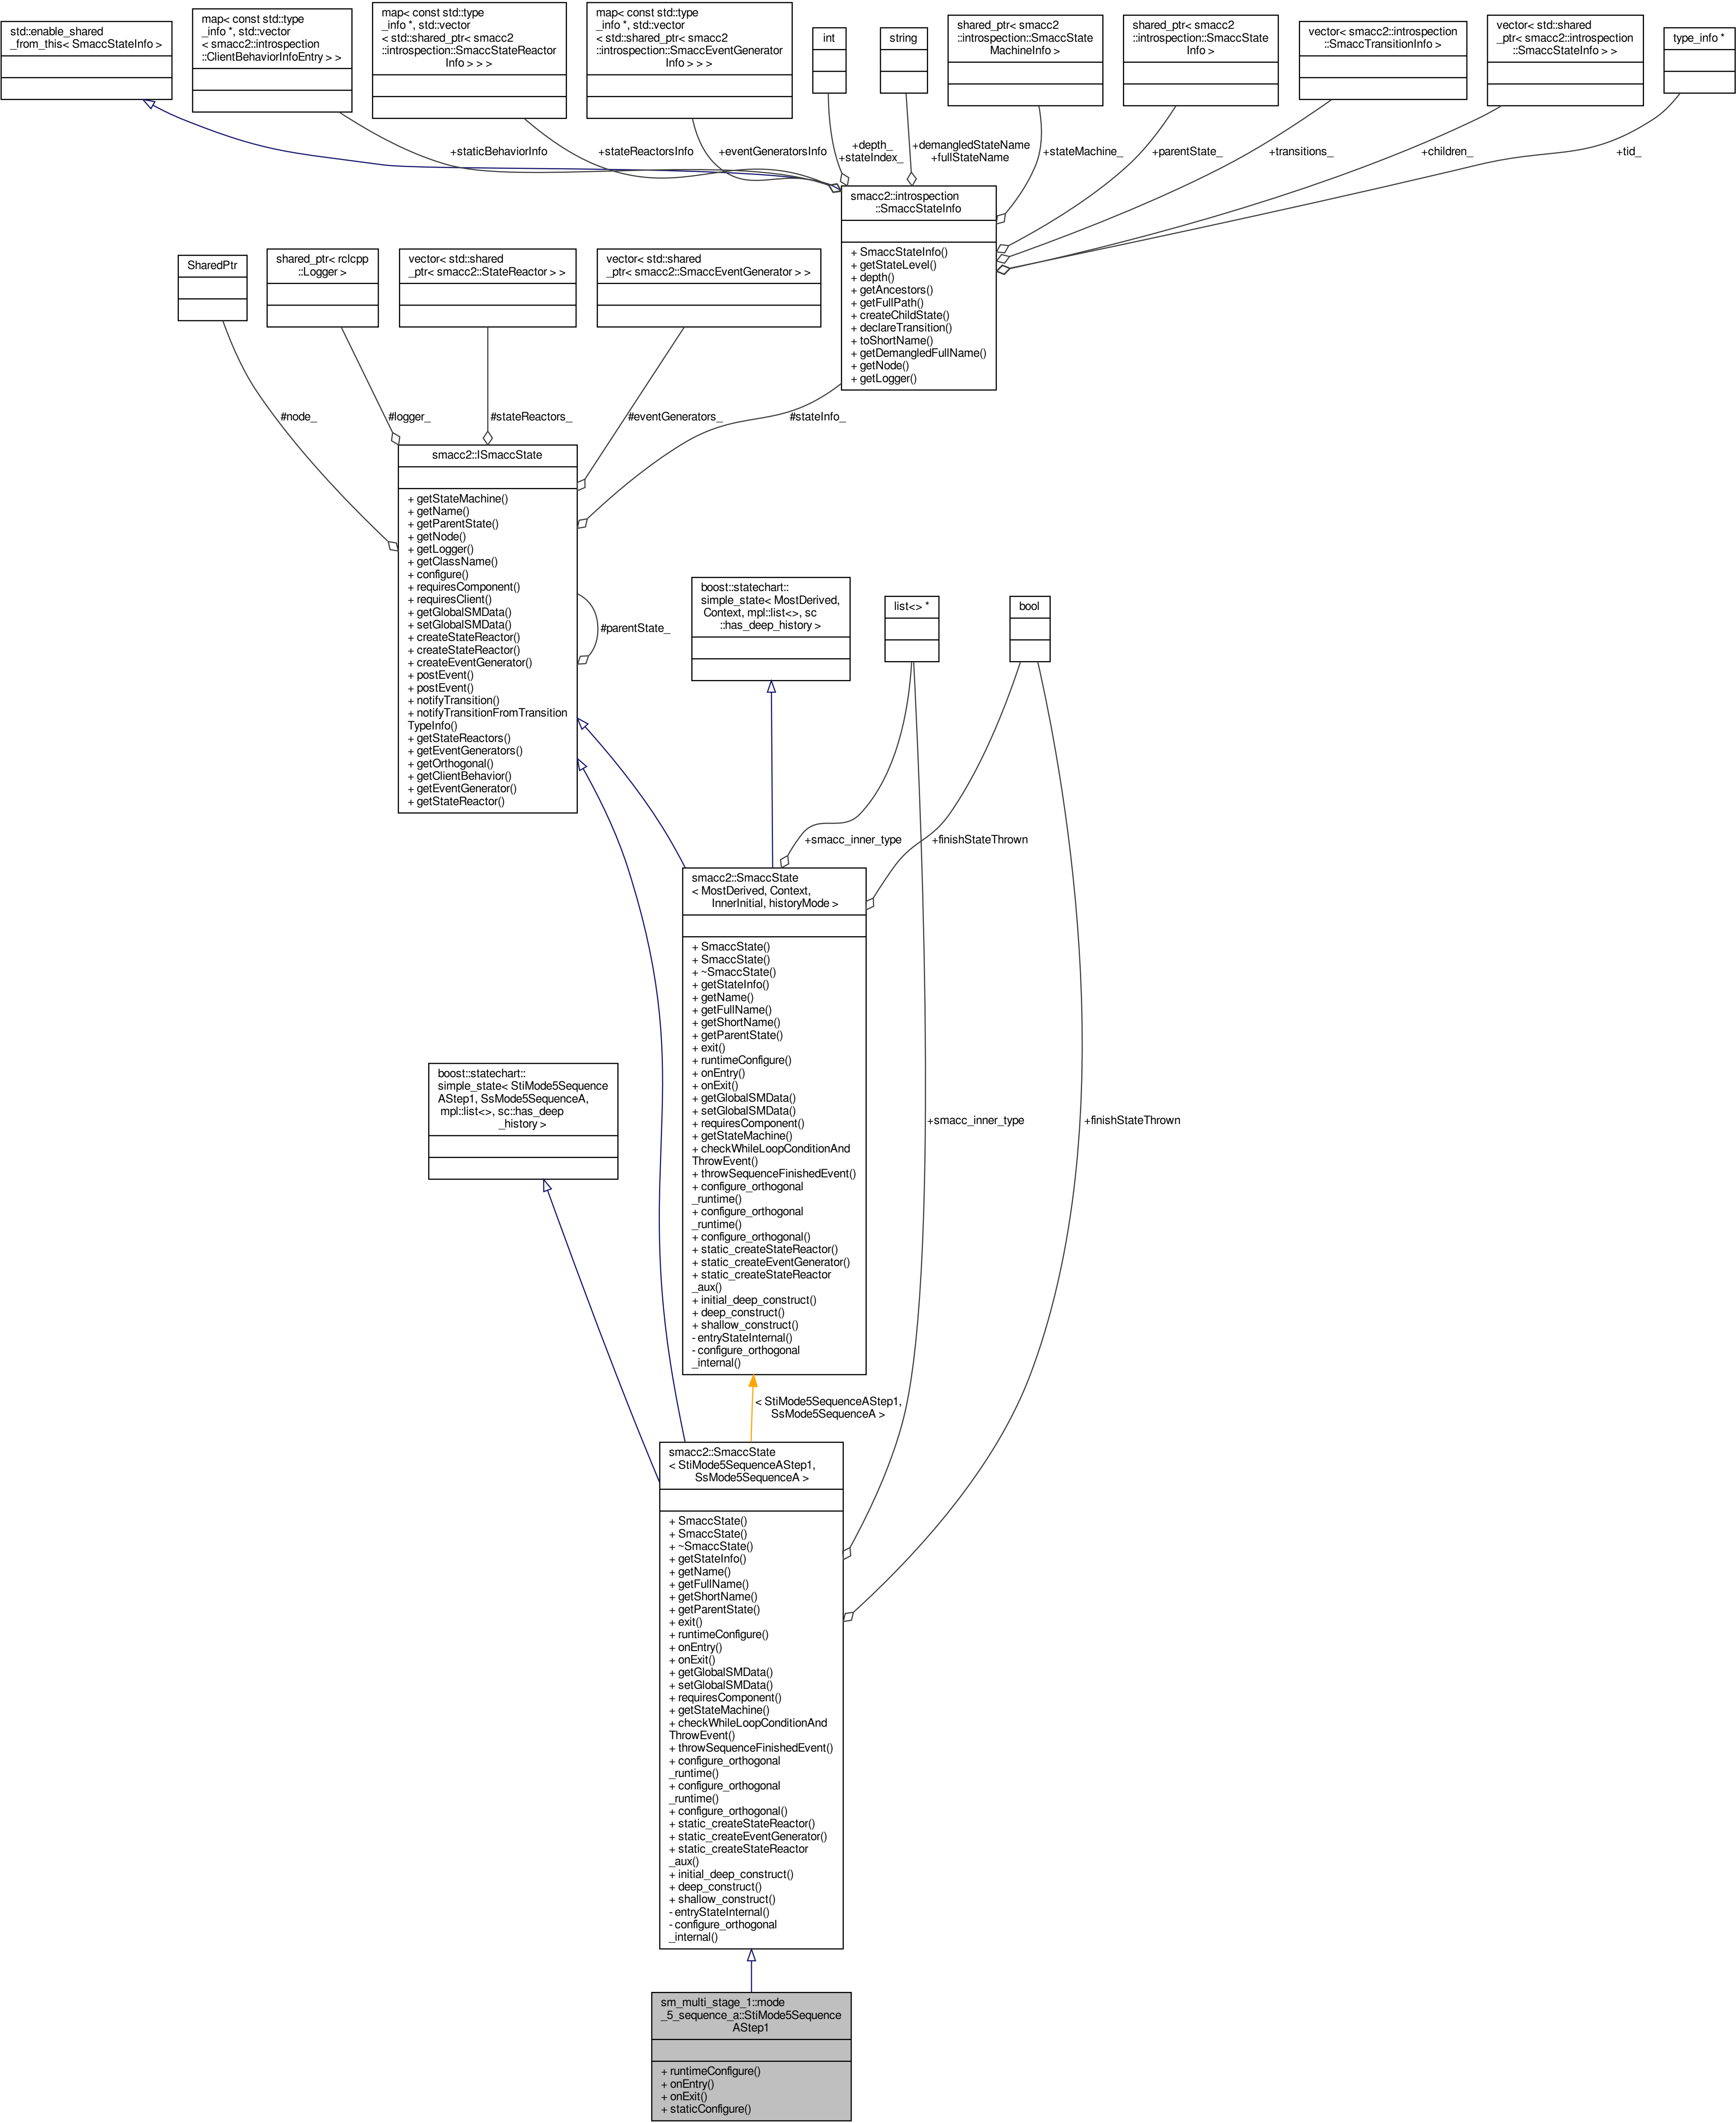 std::enable_shared
_from_this< SmaccStateInfo >
map< const std::type
_info *, std::vector
< smacc2::introspection
::ClientBehaviorInfoEntry > >
map< const std::type
_info *, std::vector
< std::shared_ptr< smacc2
::introspection::SmaccStateReactor
Info > > >
map< const std::type
_info *, std::vector
< std::shared_ptr< smacc2
::introspection::SmaccEventGenerator
Info > > >
int
string
shared_ptr< smacc2
::introspection::SmaccState
MachineInfo >
shared_ptr< smacc2
::introspection::SmaccState
Info >
vector< smacc2::introspection
::SmaccTransitionInfo >
vector< std::shared
_ptr< smacc2::introspection
::SmaccStateInfo > >
type_info *
+staticBehaviorInfo
+stateReactorsInfo
+eventGeneratorsInfo
+depth_
+stateIndex_
+demangledStateName
+fullStateName
+stateMachine_
+parentState_
+transitions_
+children_
+tid_
smacc2::introspection
::SmaccStateInfo
+ SmaccStateInfo()
+ getStateLevel()
+ depth()
+ getAncestors()
+ getFullPath()
+ createChildState()
+ declareTransition()
+ toShortName()
+ getDemangledFullName()
+ getNode()
+ getLogger()
SharedPtr
shared_ptr< rclcpp
::Logger >
vector< std::shared
_ptr< smacc2::StateReactor > >
vector< std::shared
_ptr< smacc2::SmaccEventGenerator > >
#node_
#logger_
#stateReactors_
#eventGenerators_
#stateInfo_
smacc2::ISmaccState
+ getStateMachine()
+ getName()
+ getParentState()
+ getNode()
+ getLogger()
+ getClassName()
+ configure()
+ requiresComponent()
+ requiresClient()
+ getGlobalSMData()
+ setGlobalSMData()
+ createStateReactor()
+ createStateReactor()
+ createEventGenerator()
+ postEvent()
+ postEvent()
+ notifyTransition()
+ notifyTransitionFromTransition
TypeInfo()
+ getStateReactors()
+ getEventGenerators()
+ getOrthogonal()
+ getClientBehavior()
+ getEventGenerator()
+ getStateReactor()
#parentState_
boost::statechart::
simple_state< MostDerived,
Context, mpl::list<>, sc
::has_deep_history >
list<> *
bool
+smacc_inner_type
+finishStateThrown
smacc2::SmaccState
< MostDerived, Context,
InnerInitial, historyMode >
+ SmaccState()
+ SmaccState()
+ ~SmaccState()
+ getStateInfo()
+ getName()
+ getFullName()
+ getShortName()
+ getParentState()
+ exit()
+ runtimeConfigure()
+ onEntry()
+ onExit()
+ getGlobalSMData()
+ setGlobalSMData()
+ requiresComponent()
+ getStateMachine()
+ checkWhileLoopConditionAnd
ThrowEvent()
+ throwSequenceFinishedEvent()
+ configure_orthogonal
_runtime()
+ configure_orthogonal
_runtime()
+ configure_orthogonal()
+ static_createStateReactor()
+ static_createEventGenerator()
+ static_createStateReactor
_aux()
+ initial_deep_construct()
+ deep_construct()
+ shallow_construct()
- entryStateInternal()
- configure_orthogonal
_internal()
boost::statechart::
simple_state< StiMode5Sequence
AStep1, SsMode5SequenceA,
mpl::list<>, sc::has_deep
_history >
+smacc_inner_type
+finishStateThrown
< StiMode5SequenceAStep1,
SsMode5SequenceA >
smacc2::SmaccState
< StiMode5SequenceAStep1,
SsMode5SequenceA >
+ SmaccState()
+ SmaccState()
+ ~SmaccState()
+ getStateInfo()
+ getName()
+ getFullName()
+ getShortName()
+ getParentState()
+ exit()
+ runtimeConfigure()
+ onEntry()
+ onExit()
+ getGlobalSMData()
+ setGlobalSMData()
+ requiresComponent()
+ getStateMachine()
+ checkWhileLoopConditionAnd
ThrowEvent()
+ throwSequenceFinishedEvent()
+ configure_orthogonal
_runtime()
+ configure_orthogonal
_runtime()
+ configure_orthogonal()
+ static_createStateReactor()
+ static_createEventGenerator()
+ static_createStateReactor
_aux()
+ initial_deep_construct()
+ deep_construct()
+ shallow_construct()
- entryStateInternal()
- configure_orthogonal
_internal()
sm_multi_stage_1::mode
_5_sequence_a::StiMode5Sequence
AStep1
+ runtimeConfigure()
+ onEntry()
+ onExit()
+ staticConfigure()